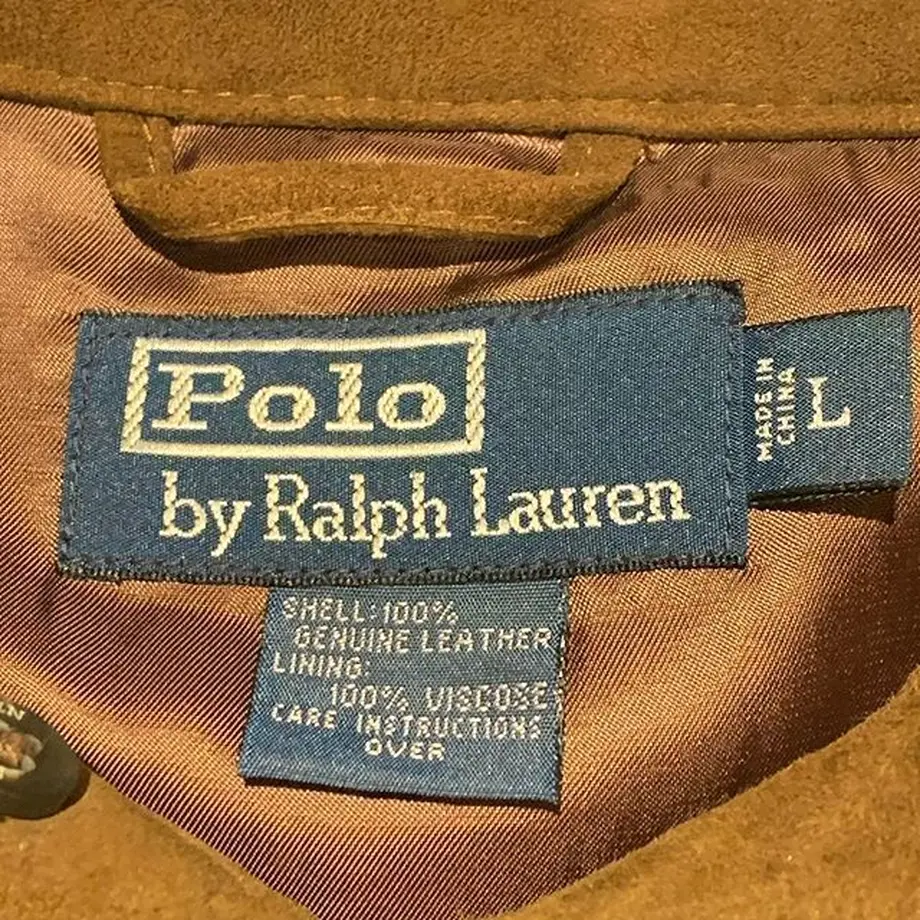 Polo
by Ralph Lauren
MADE IN
CHINA
L
SHELL: 100%
GENUINE LEATHER
LINING:
100% VISCOSE
CARE INSTRUCTIONS
OVER